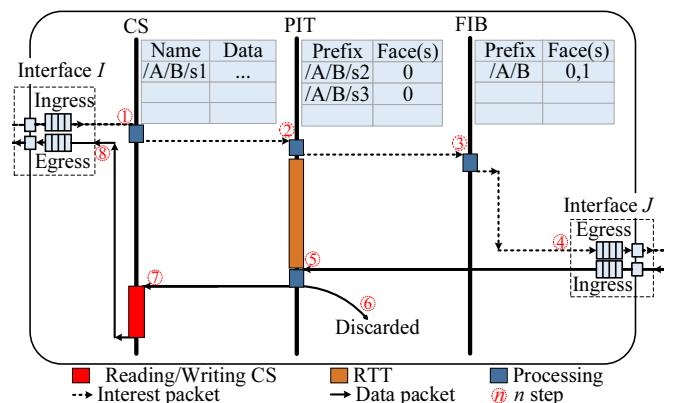 CS PIT FIB
Name Data
/A/B/s1 ...
Prefix Face(s)
/A/B/s2 0
/A/B/s3 0
Prefix Face(s)
/A/B 0,1
Interface I
Ingress
Egress
① ② ③
⑧
Interface J
Egress
④
Ingress
⑤
⑦
⑥
Discarded
Reading/Writing CS RTT Processing
Interest packet Data packet n n step